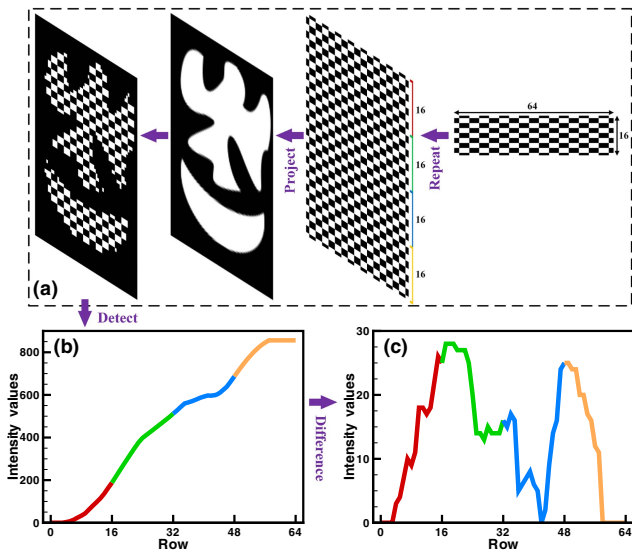 64
16
16
16
16
16
Repeat
Project
(a)
Detect
(b)
Intensity values
800
600
400
200
0
0 16 32 48 64
Row
Difference
(c)
Intensity values
30
20
10
0
0 16 32 48 64
Row